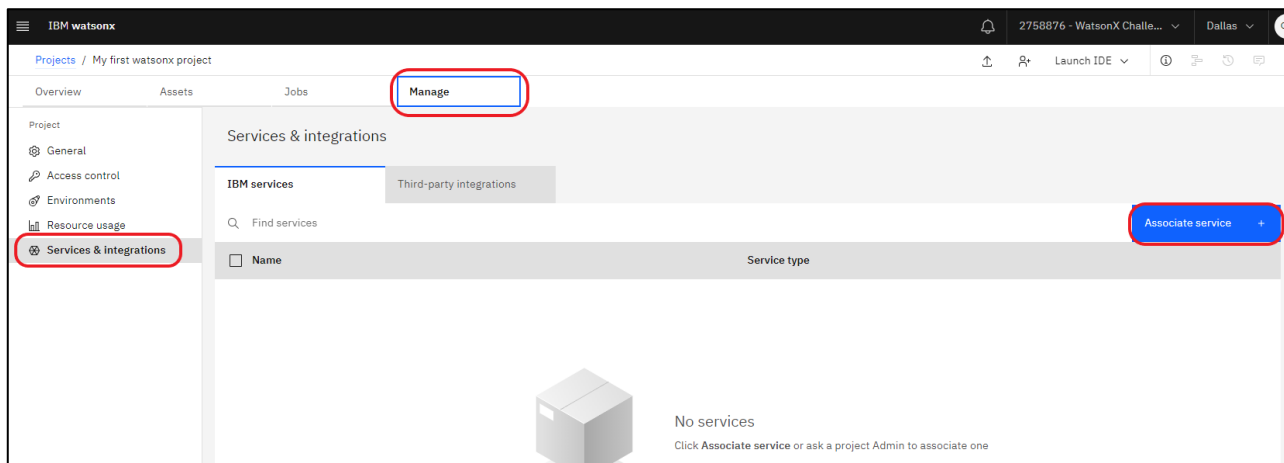 IBM watsonx
2758876 - WatsonX Challe...
Dallas
Projects / My first watsonx project
Launch IDE
Overview
Assets
Jobs
Manage
Project
General
Access control
Environments
Resource usage
Services & integrations
Services & integrations
IBM services
Third-party integrations
Find services
Associate service +
Name
Service type
No services
Click Associate service or ask a project Admin to associate one